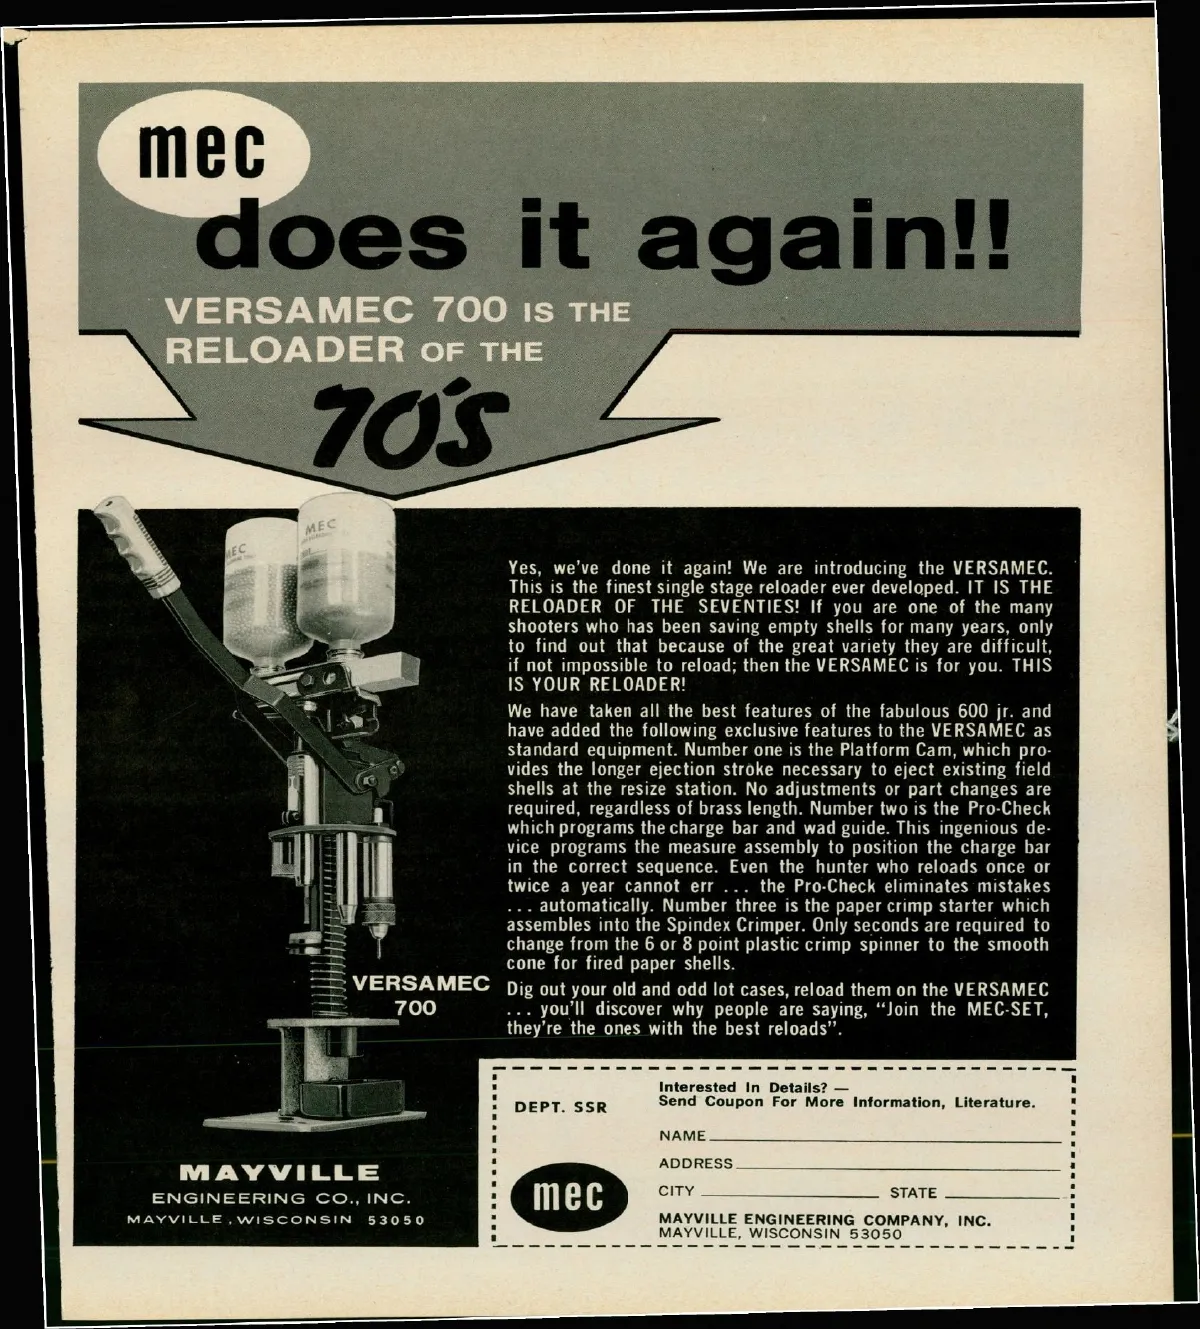 mec
does it again!!
VERSAMEC 700 IS THE
RELOADER OF THE
70'S
MEC
MEC
Yes, we've done it again! We are introducing the VERSAMEC.
This is the finest single stage reloader ever developed. IT IS THE
RELOADER OF THE SEVENTIES! If you are one of the many
shooters who has been saving empty shells for many years, only
to find out that because of the great variety they are difficult,
if not impossible to reload; then the VERSAMEC is for you. THIS
IS YOUR RELOADER!
We have taken all the best features of the fabulous 600 jr. and
have added the following exclusive features to the VERSAMEC as
standard equipment. Number one is the Platform Cam, which pro-
vides the longer ejection stroke necessary to eject existing field
shells at the resize station. No adjustments or part changes are
required, regardless of brass length. Number two is the Pro-Check
which programs the charge bar and wad guide. This ingenious de-
vice programs the measure assembly to position the charge bar
in the correct sequence. Even the hunter who reloads once or
twice a year cannot err ... the Pro-Check eliminates mistakes
... automatically. Number three is the paper crimp starter which
assembles into the Spindex Crimper. Only seconds are required to
change from the 6 or 8 point plastic crimp spinner to the smooth
cone for fired paper shells.
Dig out your old and odd lot cases, reload them on the VERSAMEC
... you'll discover why people are saying, "Join the MEC-SET,
they're the ones with the best reloads".
VERSAMEC
700
MAYVILLE
ENGINEERING CO., INC.
MAYVILLE, WISCONSIN 53050
DEPT. SSR
mec
Interested In Details? —
Send Coupon For More Information, Literature.
NAME
ADDRESS
CITY STATE
MAYVILLE ENGINEERING COMPANY, INC.
MAYVILLE, WISCONSIN 53050